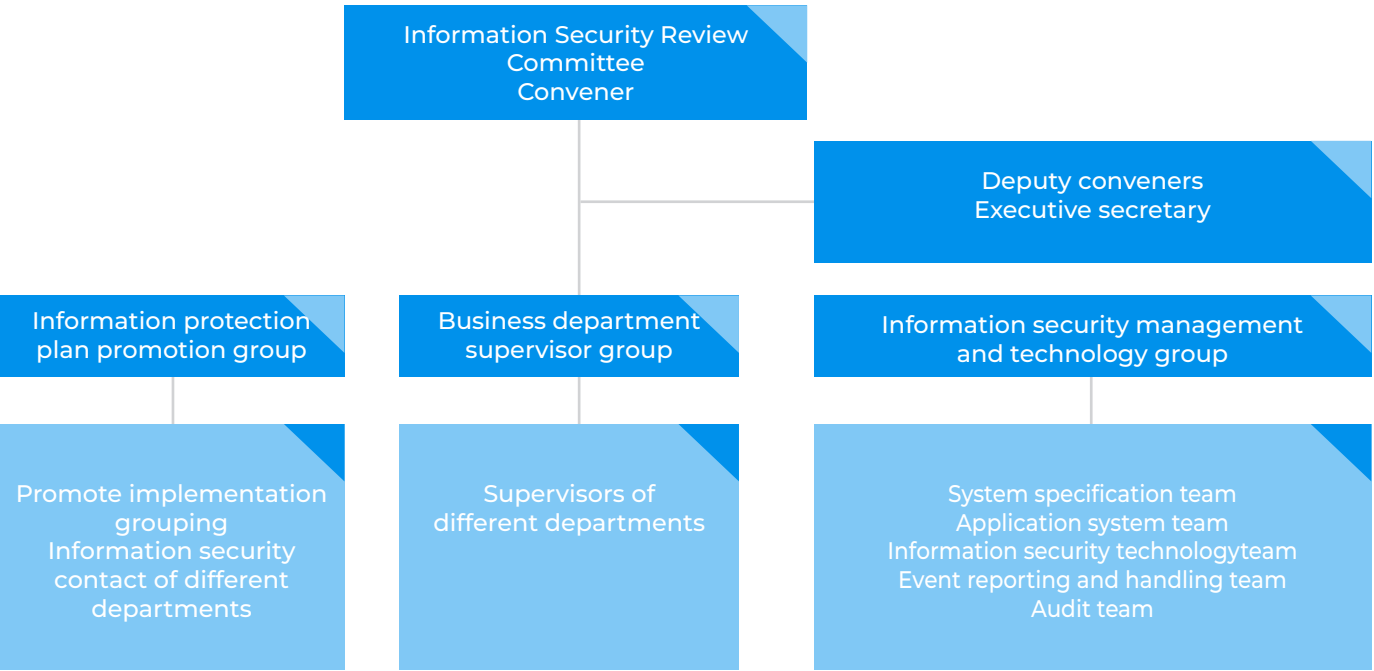 Information Security Review
Committee
Convener
Deputy conveners
Executive secretary
Information protection
plan promotion group
Business department
supervisor group
Information security management
and technology group
Promote implementation
grouping
Information security
contact of different
departments
Supervisors of
different departments
System specification team
Application system team
Information security technologyteam
Event reporting and handling team
Audit team